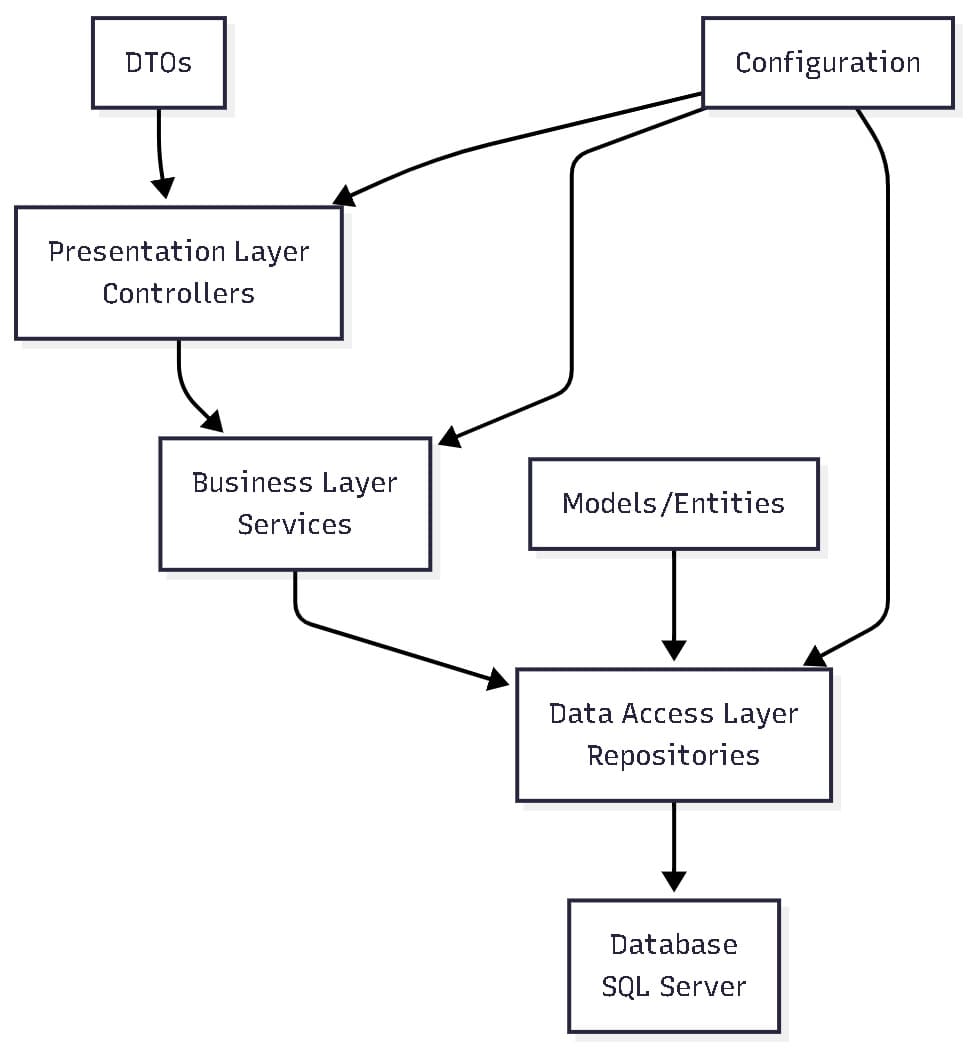 DTOs
Configuration
Presentation Layer
Controllers
Business Layer
Services
Models/Entities
Data Access Layer
Repositories
Database
SQL Server